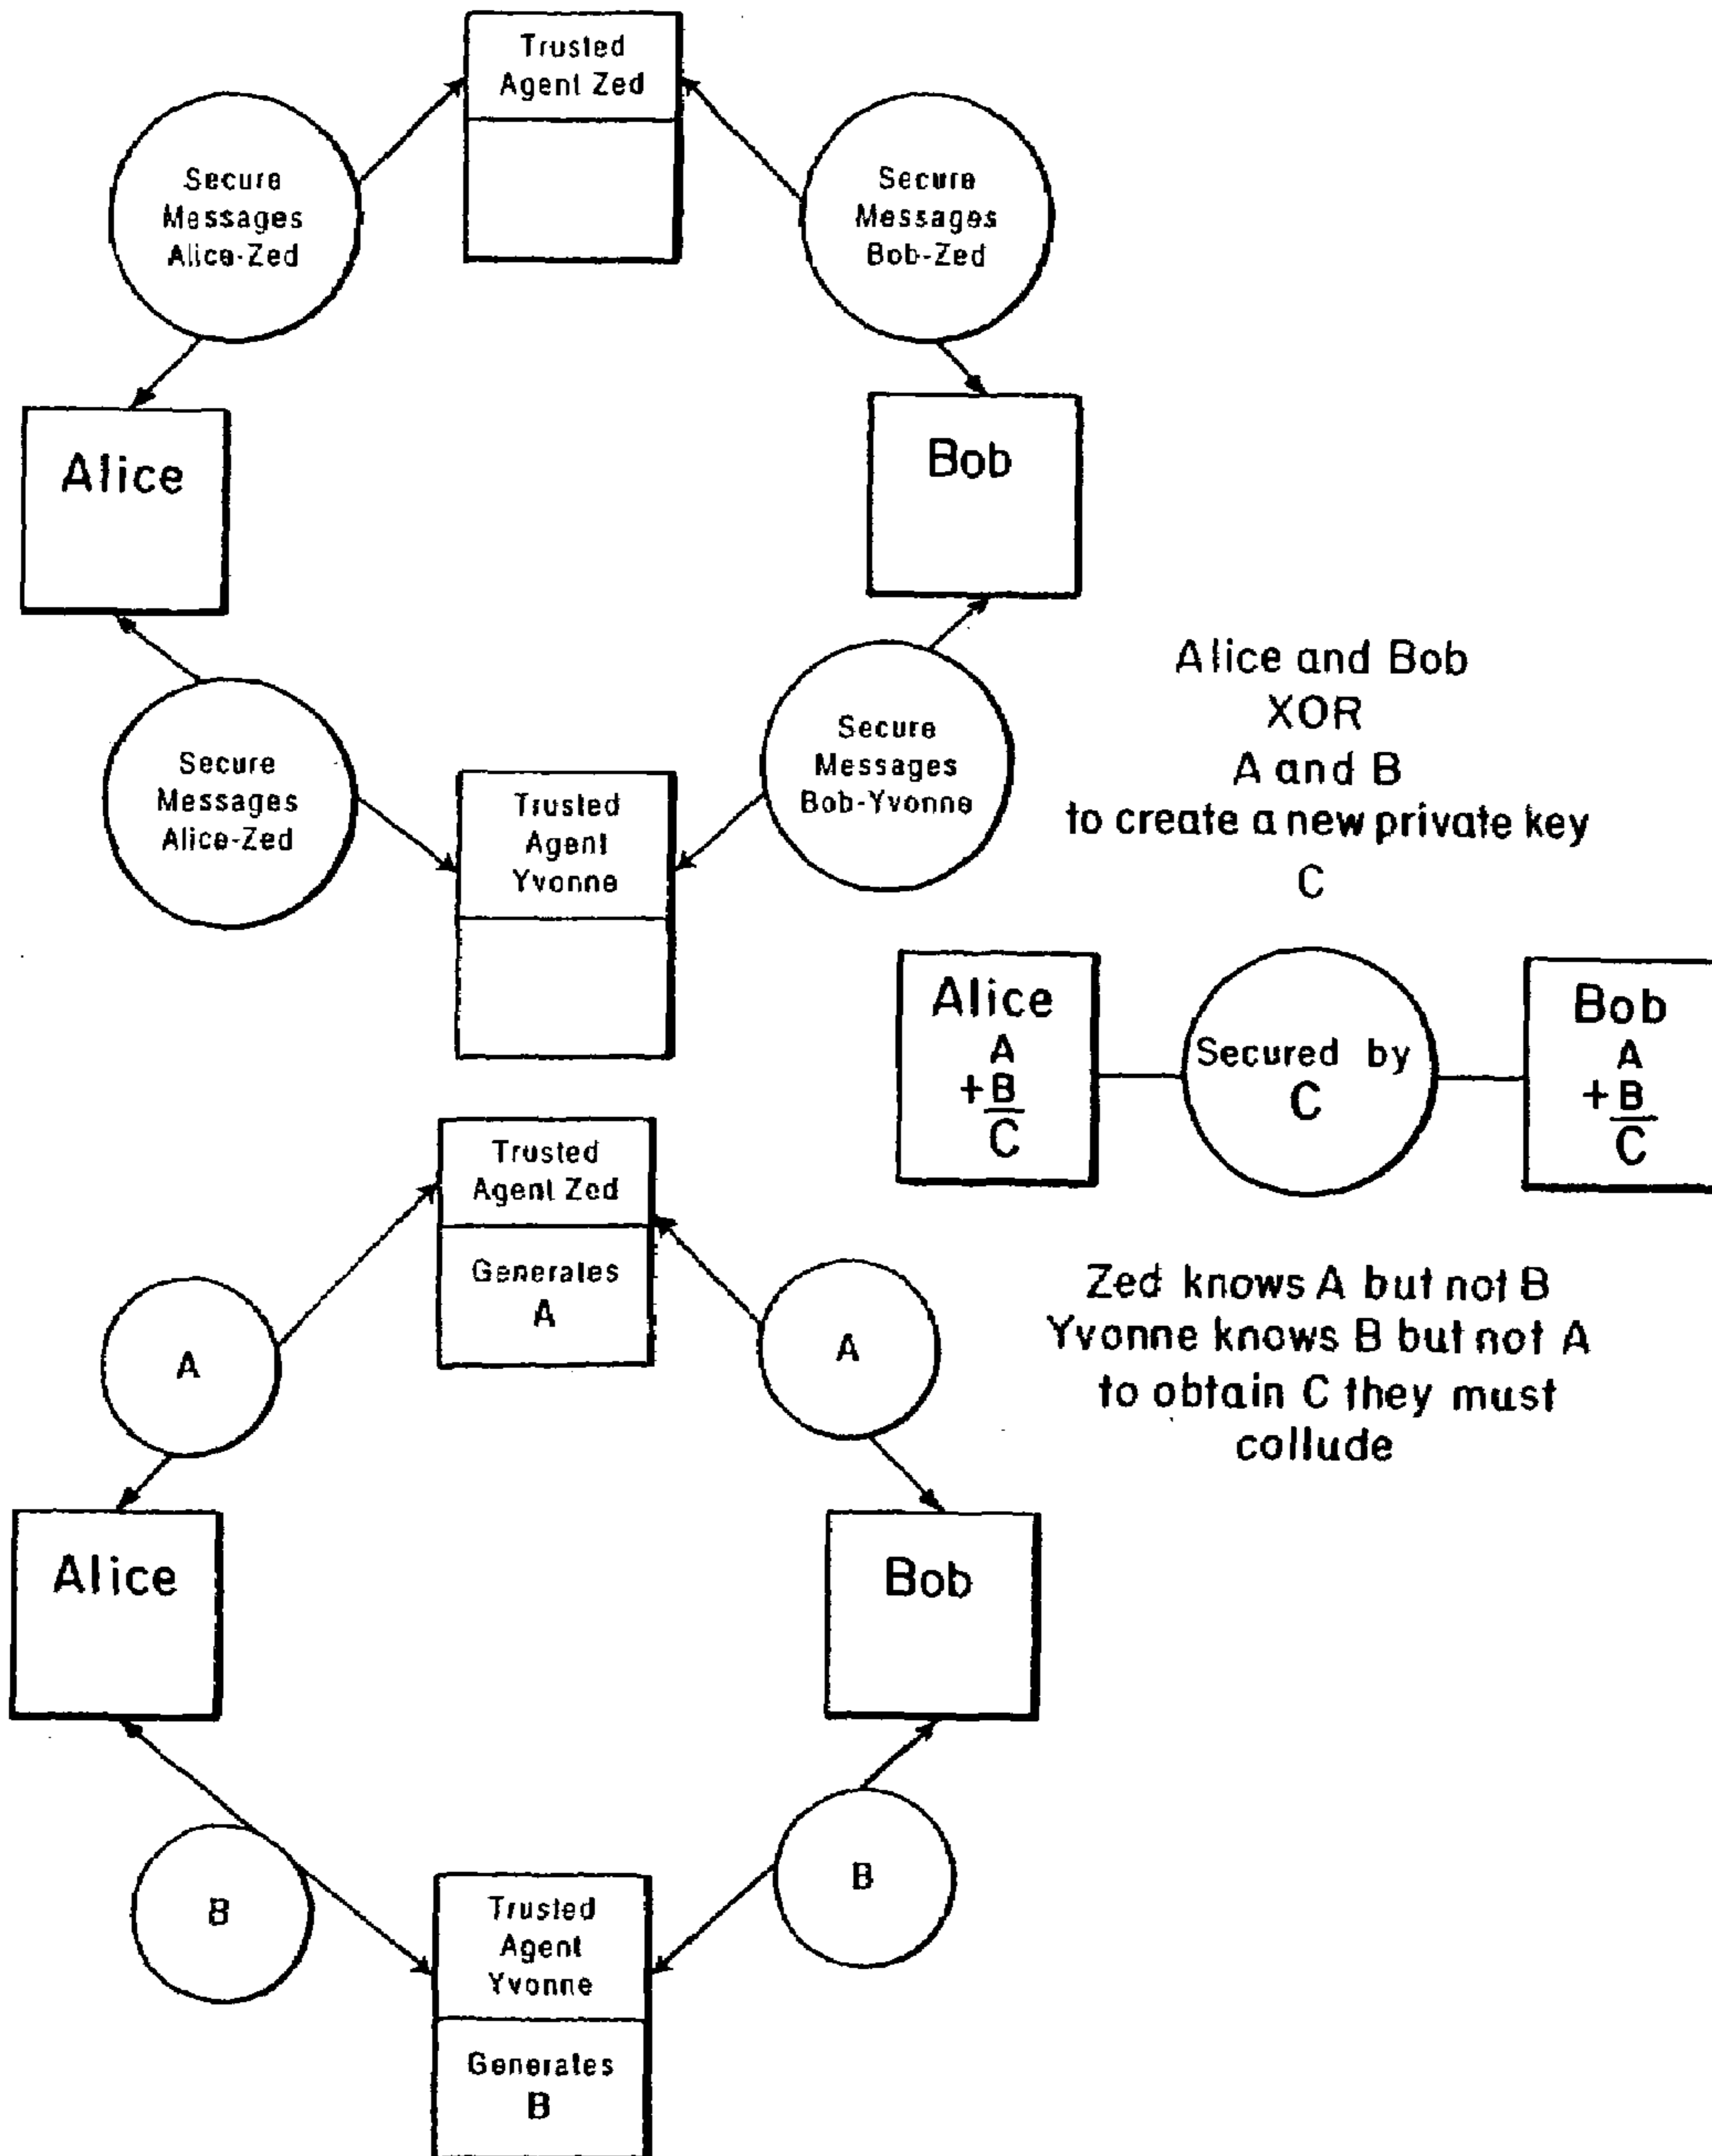 Trusted
Agent Zed
Secure
Messages
Alice-Zed
Secure
Messages
Bob-Zed
Alice
Bob
Secure
Messages
Alice-Zed
Trusted
Agent
Yvonne
Secure
Messages
Bob-Yvonne
Alice and Bob
XOR
A and B
to create a new private key
C
Alice
A
+B
C
Secured by
C
Bob
A
+B
C
Trusted
Agent Zed
Generates
A
A
A
Zed knows A but not B
Yvonne knows B but not A
to obtain C they must
collude
Alice
Bob
B
Trusted
Agent
Yvonne
Generates
B
B